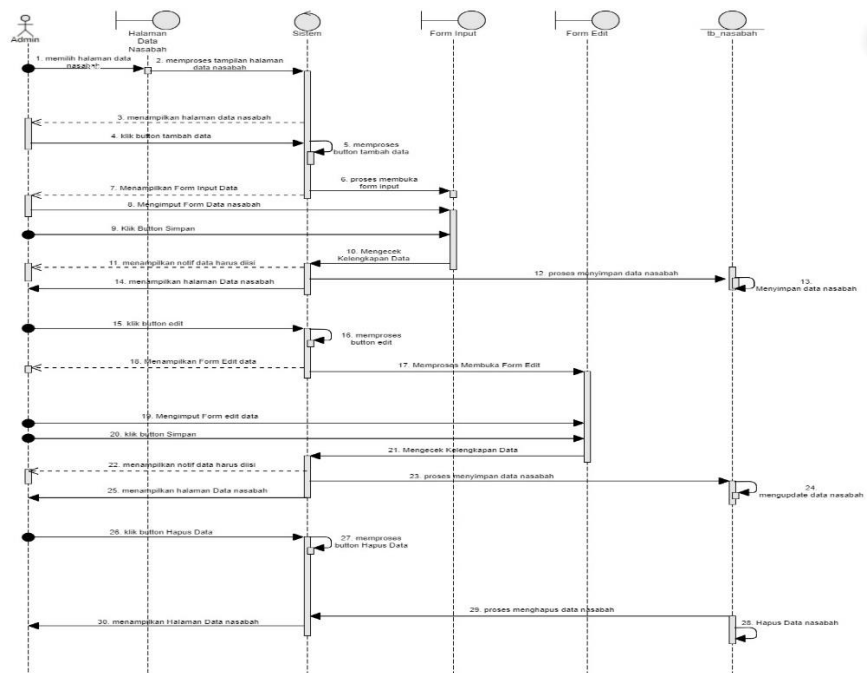 Admin
Halaman
Data
Nasabah
Sistem
Form Input
Form Edit
tb_nasabah
1. memilih halaman data
nasabah
2. memproses tampilan halaman
data nasabah
3. menampilkan halaman data nasabah
4. klik button tambah data
5. memproses
button tambah data
6. proses membuka
form input
7. Menampilkan Form Input Data
8. Mengimput Form Data nasabah
9. Klik Button Simpan
10. Mengecek
Kelengkapan Data
11. menampilkan notif data harus diisi
12. proses menyimpan data nasabah
13.
Menyimpan data nasabah
14. menampilkan halaman Data nasabah
15. klik button edit
16. memproses
button edit
17. Memproses Membuka Form Edit
18. Menampilkan Form Edit data
19. Mengimput Form edit data
20. klik button Simpan
21. Mengecek Kelengkapan Data
22. menampilkan notif data harus diisi
23. proses menyimpan data nasabah
24.
mengupdate data nasabah
25. menampilkan halaman Data nasabah
26. klik button Hapus Data
27. memproses
button Hapus Data
29. proses menghapus data nasabah
28. Hapus Data nasabah
30. menampilkan Halaman Data nasabah